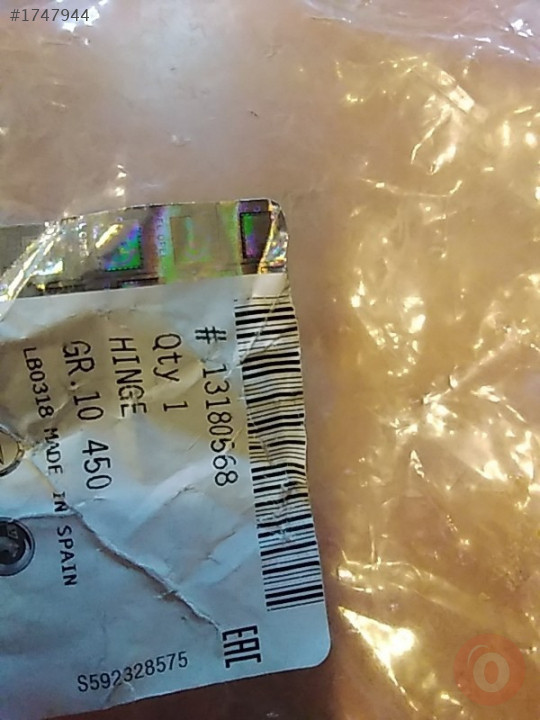 #1747944
# 13180568
Qty 1
HINGE
GR.10 450
LB0318 MADE IN SPAIN
EAC
S592328575